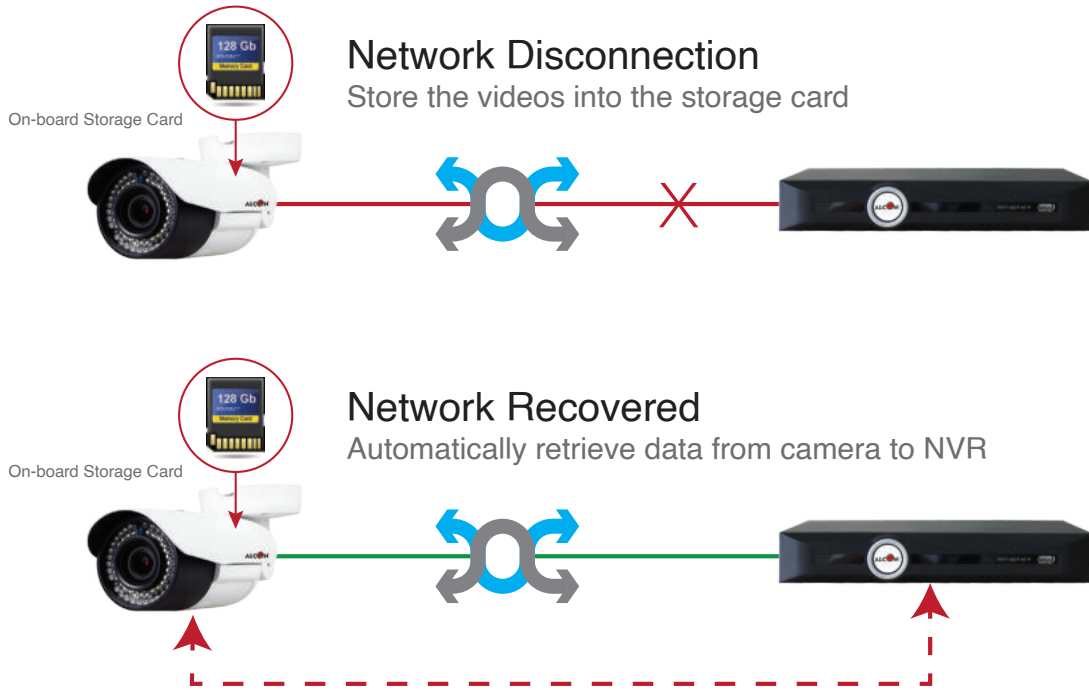 128 Gb
Memory Card
Network Disconnection
Store the videos into the storage card
On-board Storage Card
ALCOM
ALCOM
128 Gb
Memory Card
Network Recovered
Automatically retrieve data from camera to NVR
On-board Storage Card
ALCOM
ALCOM